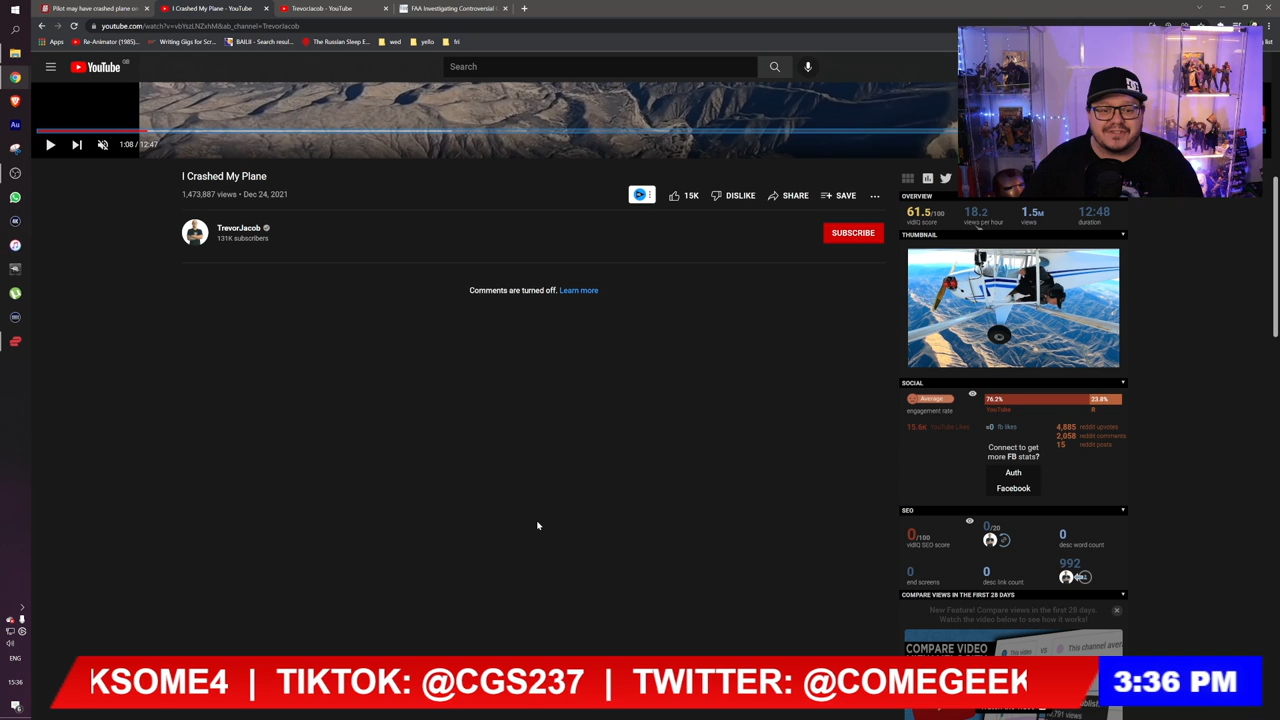 Pilot may have crashed plane on
I Crashed My Plane - YouTube
TrevorJacob - YouTube
FAA Investigating Controversial C
youtube.com/watch?v=vbYszLNZxhM&ab_channel=TrevorJacob
Apps
Re-Animator (1985)...
Writing Gigs for Scr...
BAILII - Search resul...
The Russian Sleep E...
wed
yello
fri
YouTube
GB
Search
1:08 / 12:47
I Crashed My Plane
1,473,887 views • Dec 24, 2021
15K
DISLIKE
SHARE
SAVE
TrevorJacob
131K subscribers
SUBSCRIBE
Comments are turned off. Learn more
OVERVIEW
61.5/100
vidIQ score
18.2
views per hour
1.5M
views
12:48
duration
THUMBNAIL
SOCIAL
Average
engagement rate
76.2%
23.8%
YouTube
R
15.6K YouTube Likes
≈0 fb likes
4,885 reddit upvotes
2,058 reddit comments
15 reddit posts
Connect to get
more FB stats?
Auth
Facebook
SEO
0/100
vidIQ SEO score
0/20
0
desc word count
0
end screens
0
desc link count
992
COMPARE VIEWS IN THE FIRST 28 DAYS
New Feature! Compare views in the first 28 days.
Watch the video below to see how it works!
COMPARE VIDEO
This video
This channel avera
ENG
15:36
KSOME4 | TIKTOK: @CGS237 | TWITTER: @COMEGEEK
3:36 PM